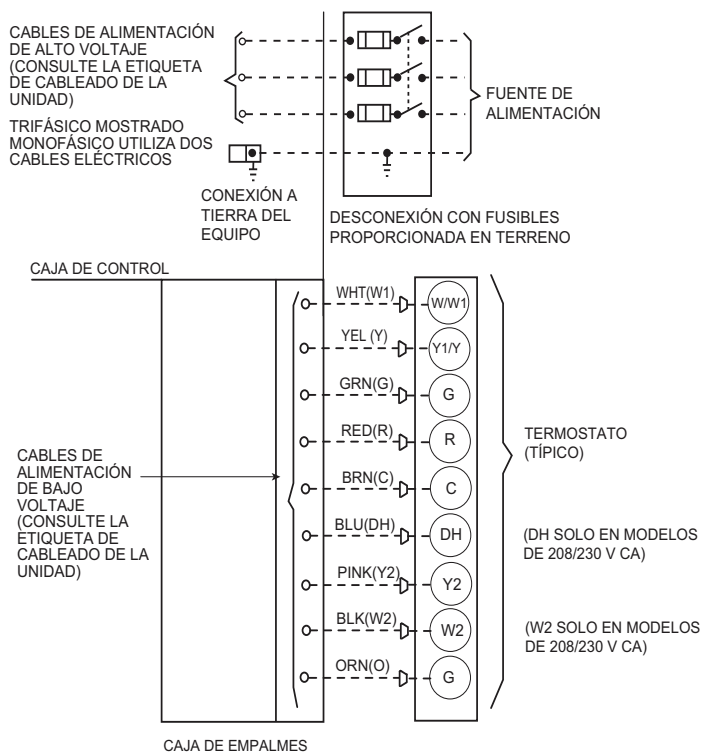 CABLES DE ALIMENTACIÓN
DE ALTO VOLTAJE
(CONSULTE LA ETIQUETA
DE CABLEADO DE LA
UNIDAD)
TRIFÁSICO MOSTRADO
MONOFÁSICO UTILIZA DOS
CABLES ELÉCTRICOS
FUENTE DE
ALIMENTACIÓN
CONEXIÓN A
TIERRA DEL
EQUIPO
DESCONEXIÓN CON FUSIBLES
PROPORCIONADA EN TERRENO
CAJA DE CONTROL
WHT(W1) W/W1
YEL (Y) Y1/Y
GRN(G) G
RED(R) R
BRN(C) C
BLU(DH) DH
PINK(Y2) Y2
BLK(W2) W2
ORN(O) G
CABLES DE
ALIMENTACIÓN
DE BAJO
VOLTAJE
(CONSULTE LA
ETIQUETA DE
CABLEADO DE LA
UNIDAD)
TERMOSTATO
(TÍPICO)
(DH SOLO EN MODELOS
DE 208/230 V CA)
(W2 SOLO EN MODELOS
DE 208/230 V CA)
CAJA DE EMPALMES